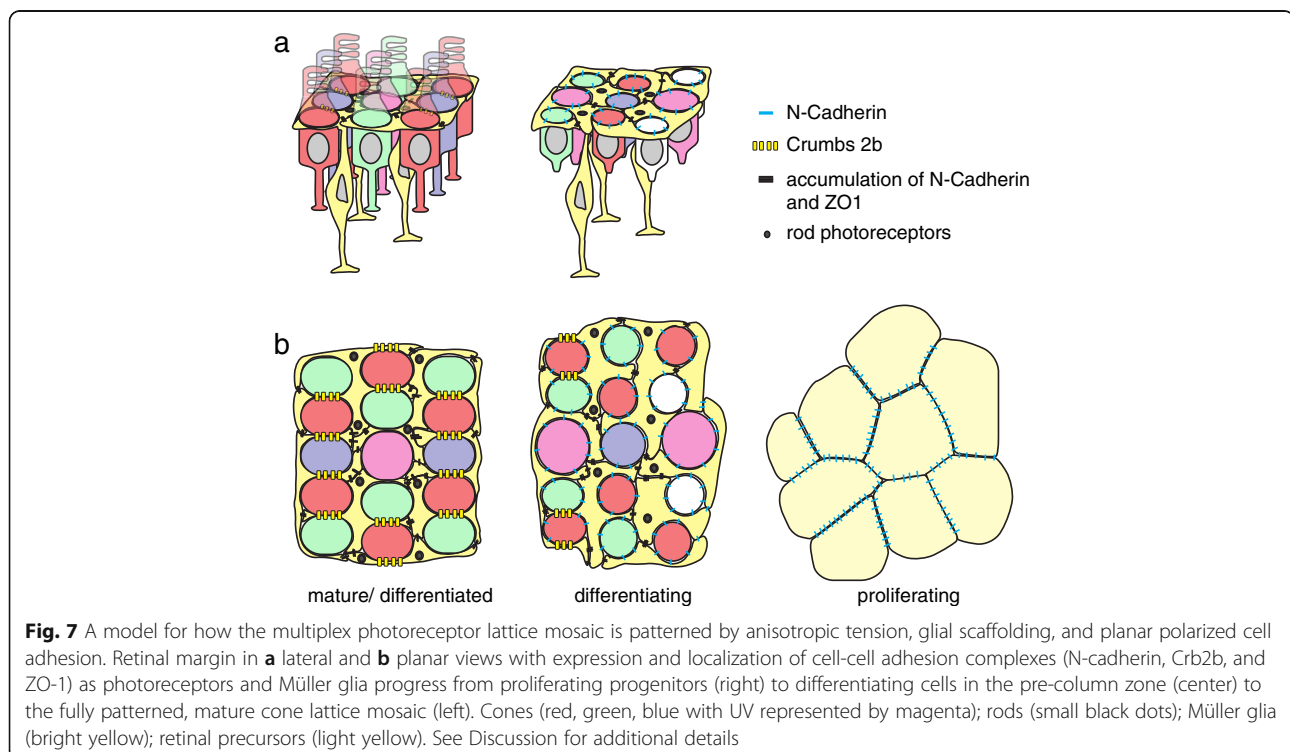 a
N-Cadherin
Crumbs 2b
accumulation of N-Cadherin
and ZO1
rod photoreceptors
b
mature/ differentiated
differentiating
proliferating
Fig. 7 A model for how the multiplex photoreceptor lattice mosaic is patterned by anisotropic tension, glial scaffolding, and planar polarized cell
adhesion. Retinal margin in a lateral and b planar views with expression and localization of cell-cell adhesion complexes (N-cadherin, Crb2b, and
ZO-1) as photoreceptors and Müller glia progress from proliferating progenitors (right) to differentiating cells in the pre-column zone (center) to
the fully patterned, mature cone lattice mosaic (left). Cones (red, green, blue with UV represented by magenta); rods (small black dots); Müller glia
(bright yellow); retinal precursors (light yellow). See Discussion for additional details